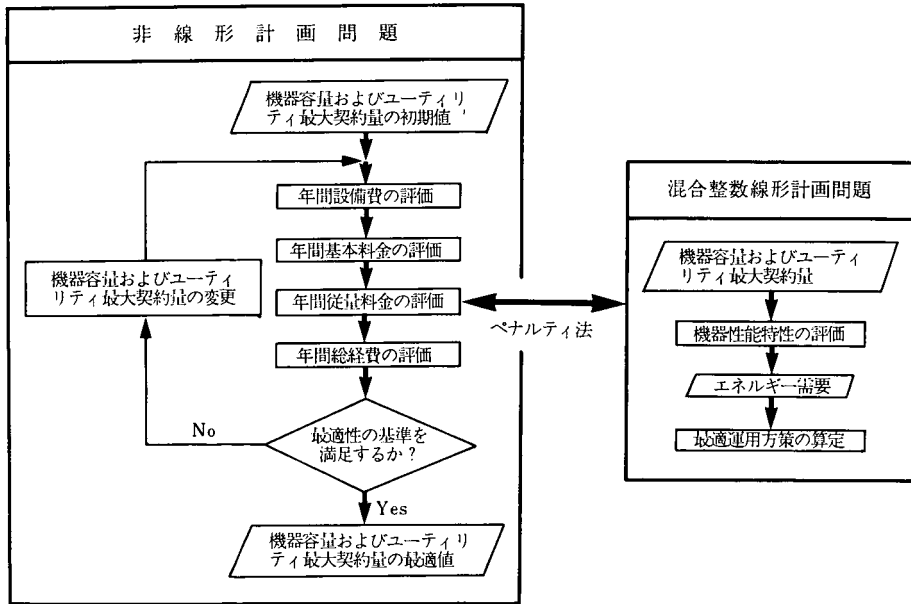 非線形計画問題
機器容量およびユーティリ
ティ最大契約量の初期値
年間設備費の評価
年間基本料金の評価
機器容量およびユーティ
リティ最大契約量の変更
年間従量料金の評価
年間総経費の評価
No
最適性の基準を
満足するか?
Yes
機器容量およびユーティリ
ティ最大契約量の最適値
ペナルティ法
混合整数線形計画問題
機器容量およびユーティ
リティ最大契約量
機器性能特性の評価
エネルギー需要
最適運用方策の算定